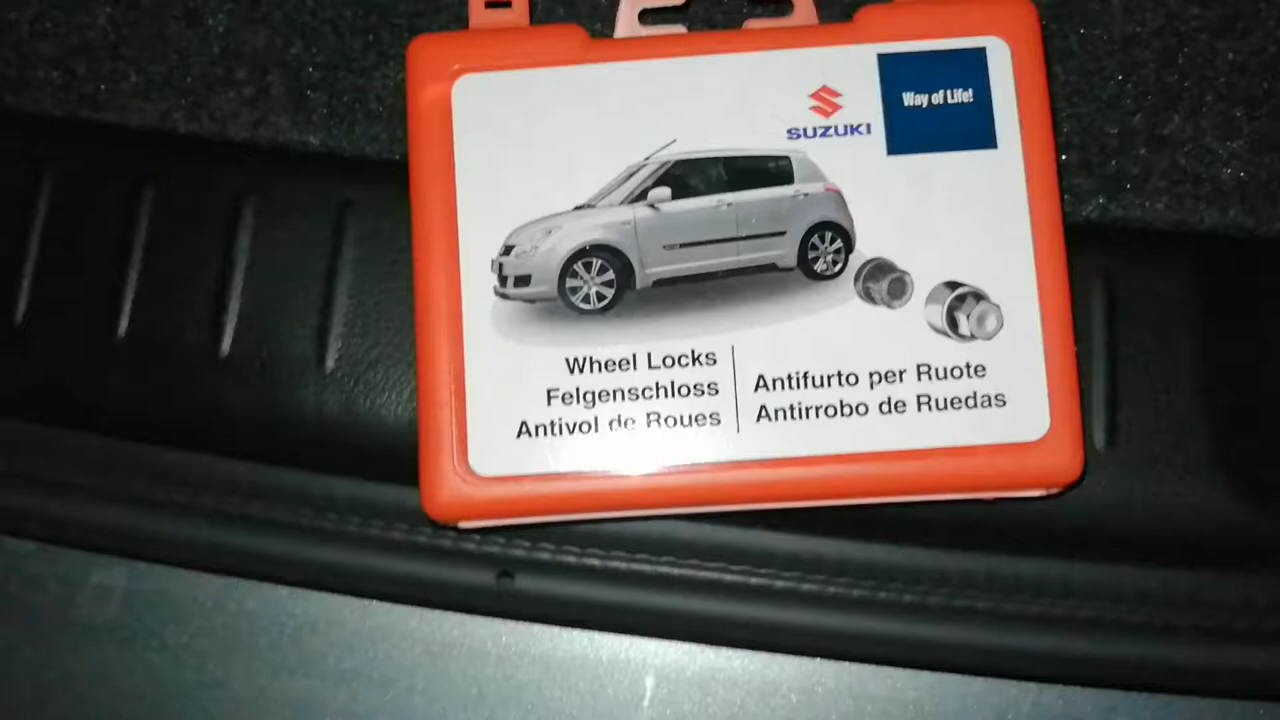 SUZUKI
Way of Life!
Wheel Locks
Felgenschloss
Antivol de Roues
Antifurto per Ruote
Antirrobo de Ruedas